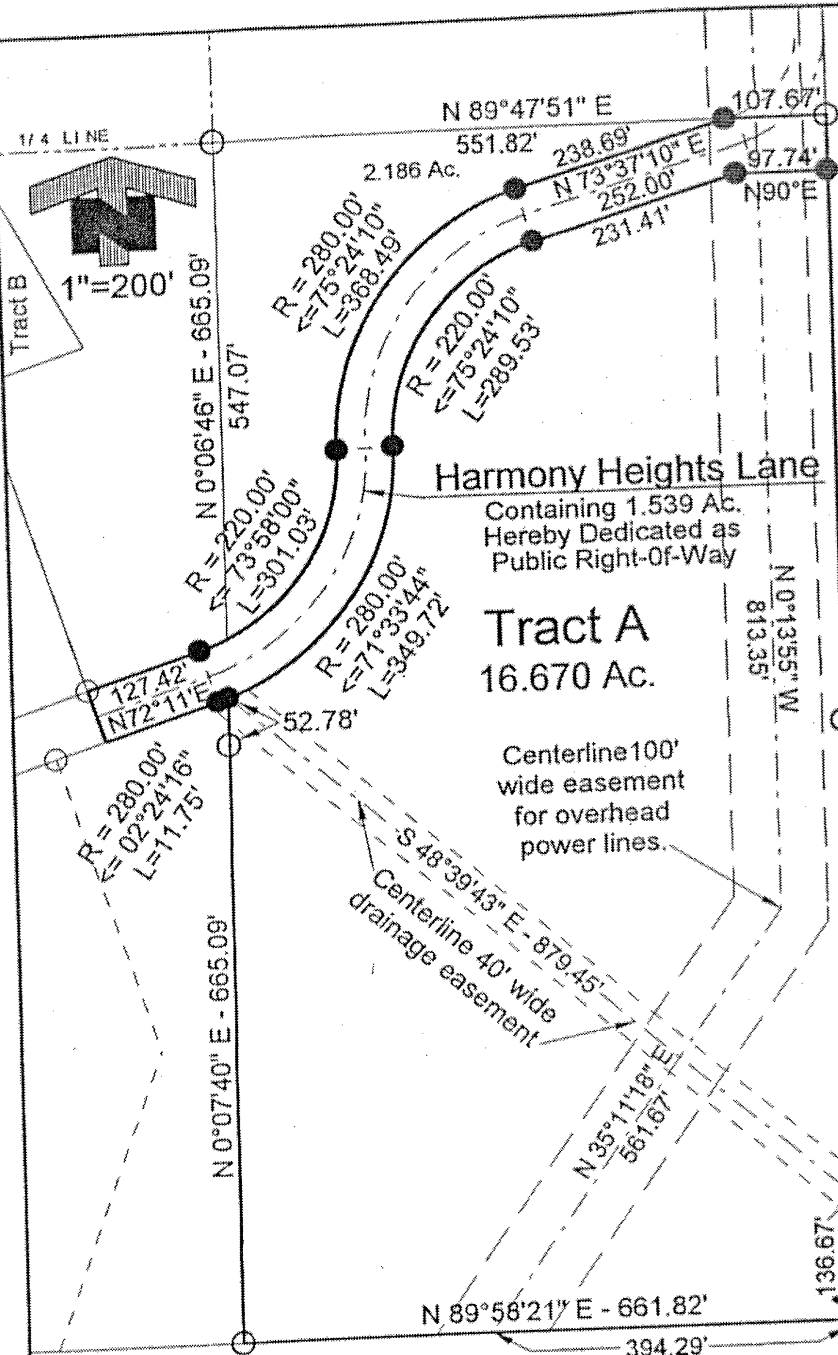 1/4 LINE
N 89°47'51" E
551.82'
107.67'
238.69'
N 73°37'10" E
252.00'
231.41'
97.74'
N90°E
2.186 Ac.
N
1"=200'
Tract B
R = 280.00'
<=75°24'10"
L=368.49'
R = 220.00'
<=75°24'10"
L=289.53'
N 0°06'46" E - 665.09'
547.07'
Harmony Heights Lane
Containing 1.539 Ac.
Hereby Dedicated as
Public Right-Of-Way
R = 220.00'
<= 73°58'00"
L=301.03'
R = 280.00'
<=71°33'44"
L=349.72'
Tract A
16.670 Ac.
N 0°13'55" W
813.35'
127.42'
N72°11'E
52.78'
R = 280.00'
<= 02°24'16"
L=11.75'
Centerline100'
wide easement
for overhead
power lines.
S 48°39'43" E - 879.45'
Centerline 40' wide
drainage easement
N 0°07'40" E - 665.09'
N 35°11'18" E
561.67'
136.67'
N 89°58'21" E - 661.82'
394.29'